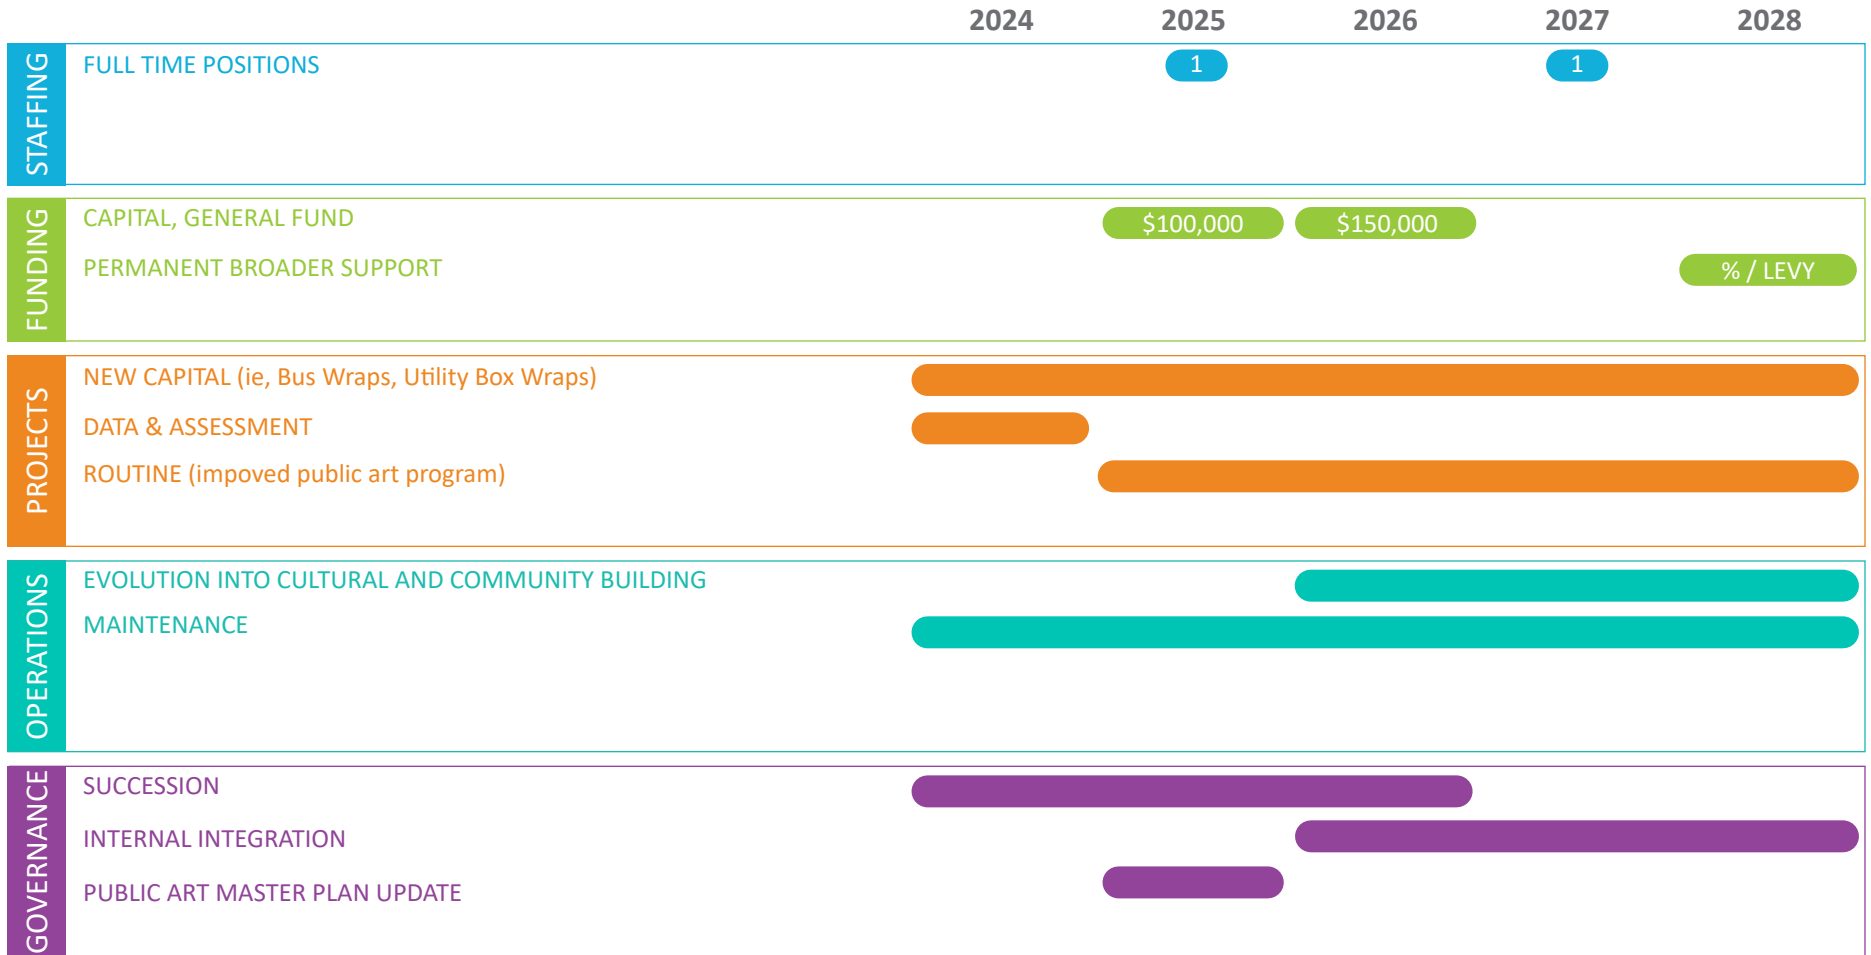 2024 2025 2026 2027 2028
STAFFING
FULL TIME POSITIONS 1 1
FUNDING
CAPITAL, GENERAL FUND $100,000 $150,000
PERMANENT BROADER SUPPORT % / LEVY
PROJECTS
NEW CAPITAL (ie, Bus Wraps, Utility Box Wraps)
DATA & ASSESSMENT
ROUTINE (impoved public art program)
OPERATIONS
EVOLUTION INTO CULTURAL AND COMMUNITY BUILDING
MAINTENANCE
GOVERNANCE
SUCCESSION
INTERNAL INTEGRATION
PUBLIC ART MASTER PLAN UPDATE